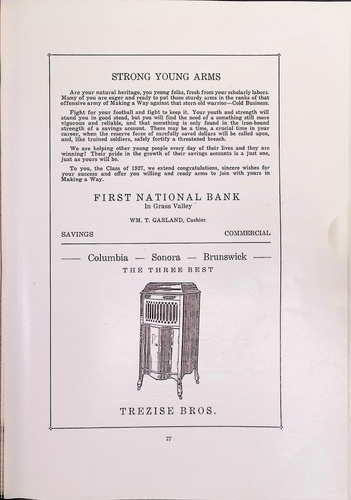 STRONG YOUNG ARMS
Are your natural heritage, you young folks, fresh from your scholarly labors.
Many of you are eager and ready to put those sturdy arms in the ranks of that
offensive army of Making a Way against that stern old warrior—Cold Business.
Fight for your football and fight to keep it. Your youth and strength will
stand you in good stead, but you will find the need of a something still more
vigorous and reliable, and that something is only found in the iron-bound
strength of a savings account. There may be a time, a crucial time in your
career, when the reserve force of carefully saved dollars will be called upon,
and, like trained soldiers, safely fortify a threatened breach.
We are helping other young people every day of their lives and they are
winning! Their pride in the growth of their savings accounts is a just one,
just as yours will be.
To you, the Class of 1927, we extend congratulations, sincere wishes for
your success and offer you willing and ready arms to join with yours in
Making a Way.
FIRST NATIONAL BANK
In Grass Valley
WM. T. GARLAND, Cashier
SAVINGS COMMERCIAL
— Columbia — Sonora — Brunswick —
THE THREE BEST
TREZISE BROS.
77